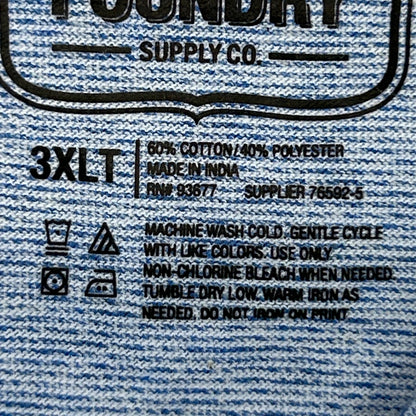 FOUNDRY
SUPPLY CO.
3XLT
60% COTTON/40% POLYESTER
MADE IN INDIA
RN# 93677 SUPPLIER 76592-5
MACHINE WASH COLD, GENTLE CYCLE
WITH LIKE COLORS. USE ONLY
NON-CHLORINE BLEACH WHEN NEEDED.
TUMBLE DRY LOW. WARM IRON AS
NEEDED. DO NOT IRON ON PRINT